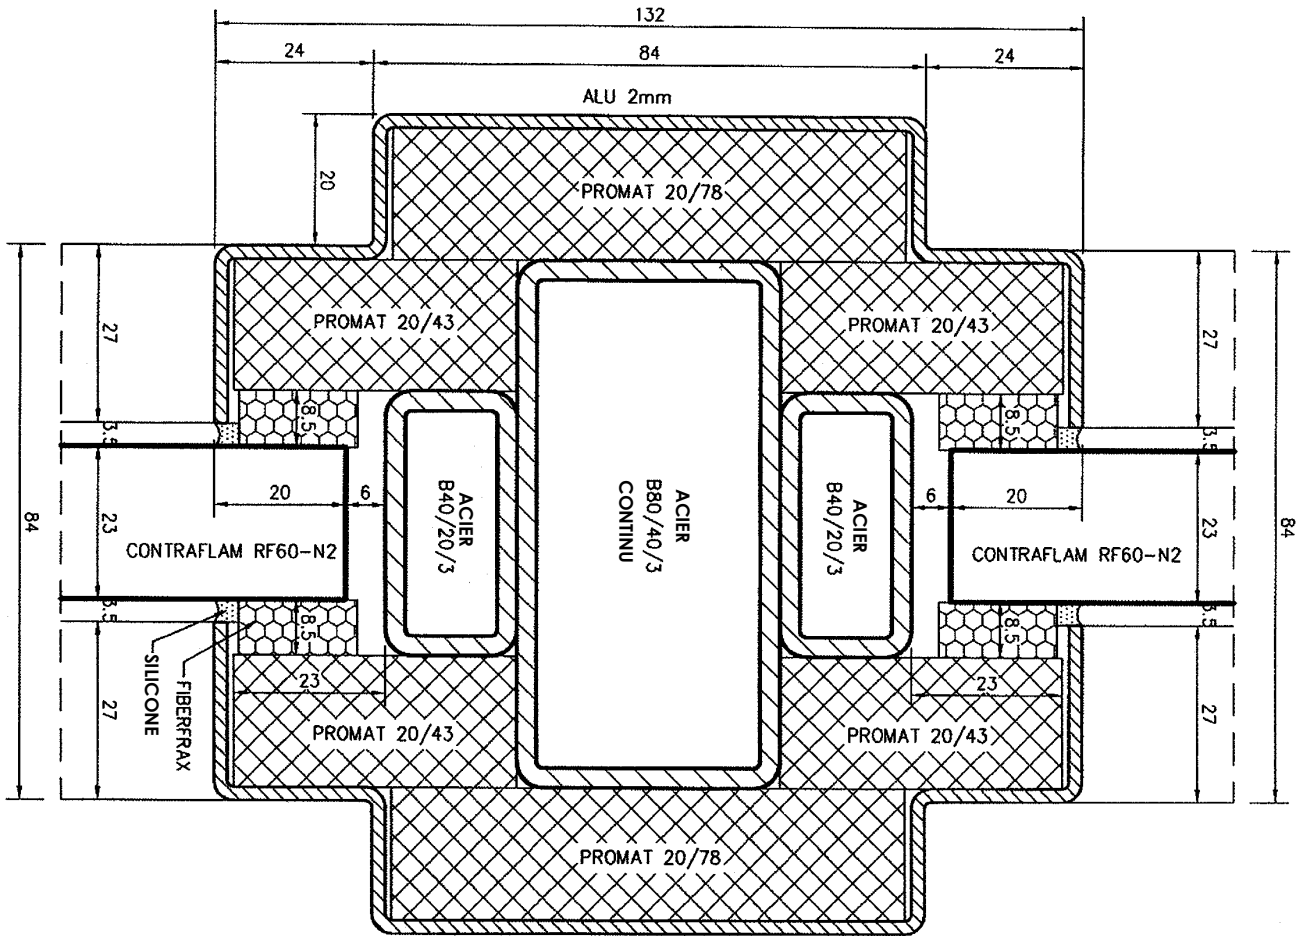 132
24
84
24
ALU 2mm
20
PROMAT 20/78
84
27
PROMAT 20/43
PROMAT 20/43
27
84
3.5
8.5
8.5
3.5
20
6
ACIER
B40/20/3
ACIER
B80/40/3
CONTINU
ACIER
B40/20/3
6
20
23
CONTRAFLAM RF60-N2
CONTRAFLAM RF60-N2
23
3.5
8.5
8.5
3.5
SILICONE
FIBERFRAX
23
23
27
PROMAT 20/43
PROMAT 20/43
27
PROMAT 20/78